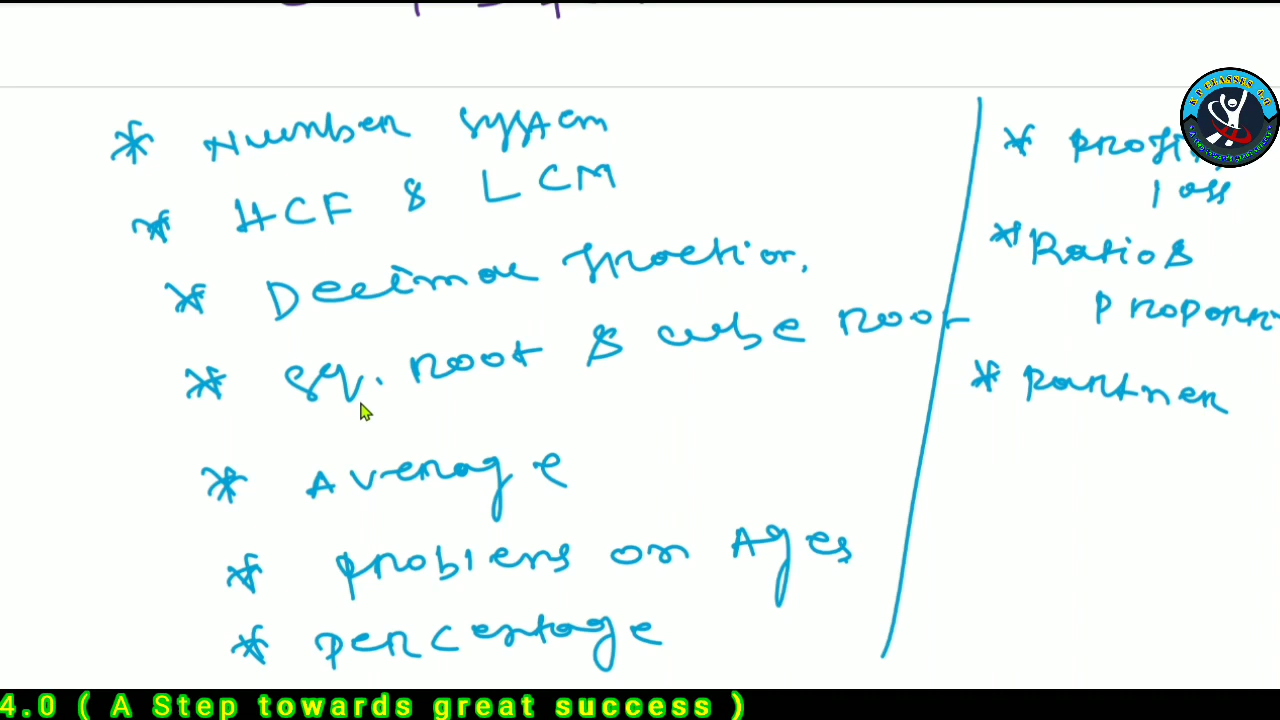 * Number system
* HCF & LCM
* Decimal fraction.
* Sq. root & cube root
* Average
* problems on Ages
* percentage
* profit,
loss
* Ratio &
proport
* partner
4.0 ( A Step towards great success )